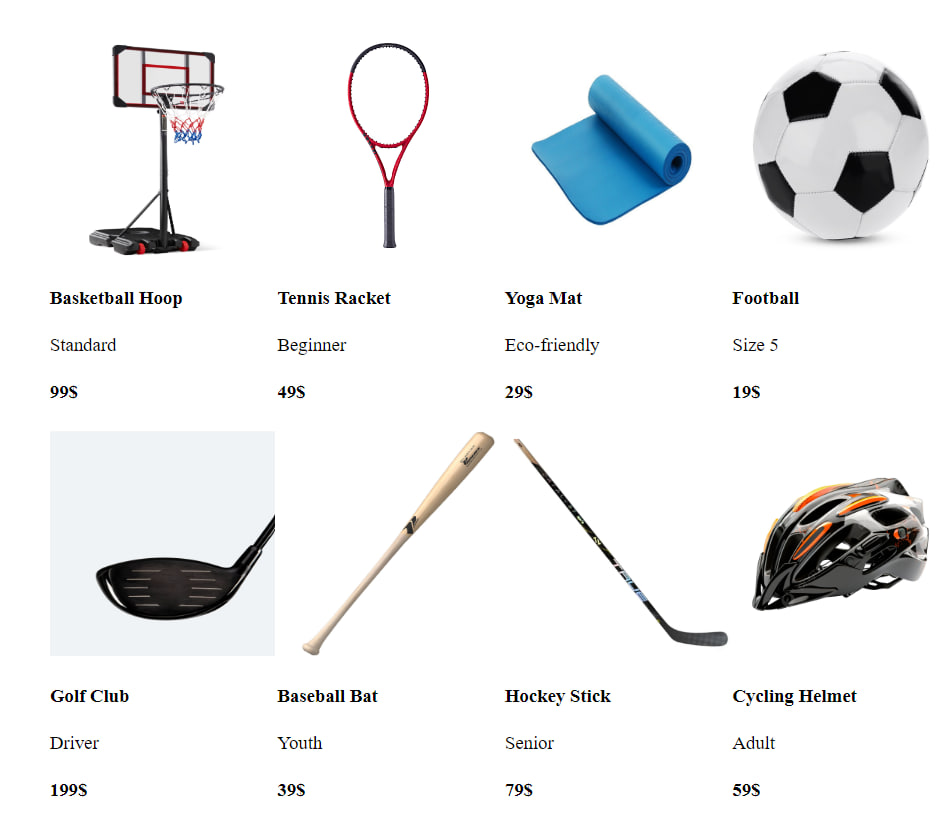 Basketball Hoop
Standard
99$
Tennis Racket
Beginner
49$
Yoga Mat
Eco-friendly
29$
Football
Size 5
19$
TRUE
Golf Club
Driver
199$
Baseball Bat
Youth
39$
Hockey Stick
Senior
79$
Cycling Helmet
Adult
59$